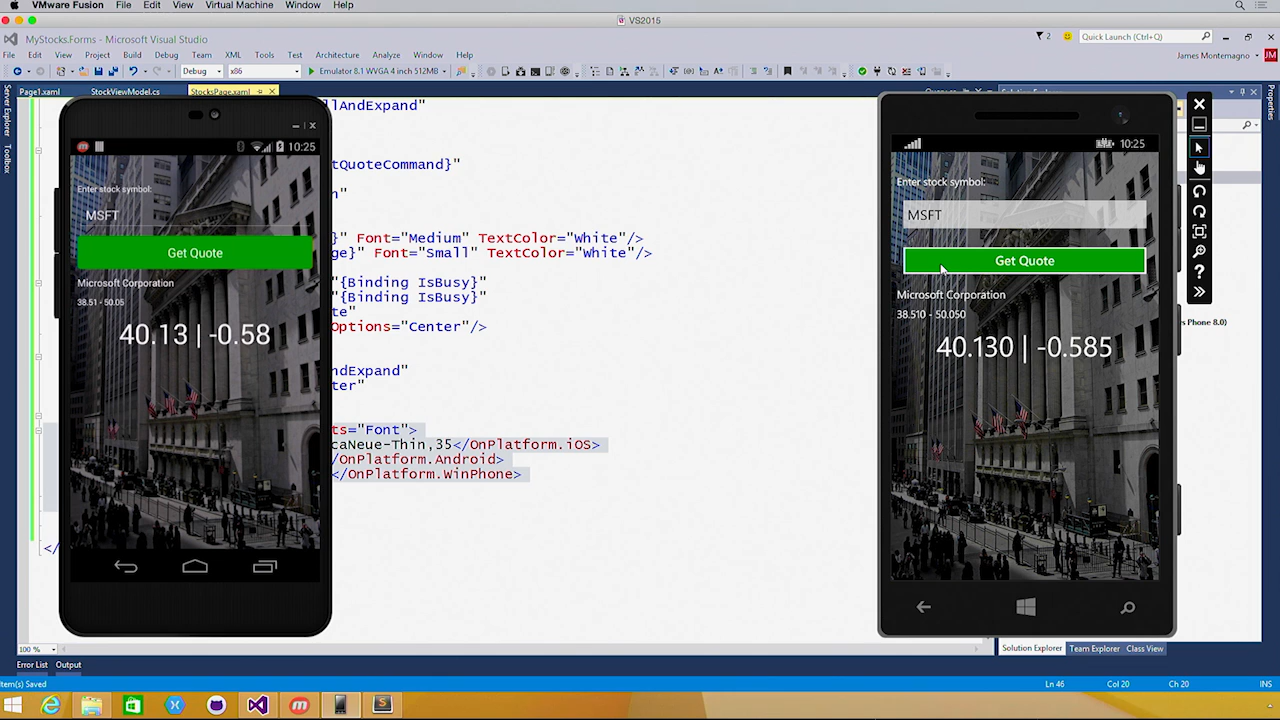 VMware Fusion File Edit View Virtual Machine Window Help
VS2015
MyStocks.Forms - Microsoft Visual Studio
2
Quick Launch (Ctrl+Q)
File Edit View Project Build Debug Team XML Tools Test Architecture Analyze Window Help
James Montemagno JM
Debug x86 Emulator 8.1 WVGA 4 inch 512MB
Page1.xaml StockViewModel.cs StocksPage.xaml
Server Explorer
Toolbox
Properties
llAndExpand"
tQuoteCommand}"
n"
} " Font="Medium" TextColor="White"/>
ge}" Font="Small" TextColor="White"/>
"{Binding IsBusy}"
"{Binding IsBusy}"
te"
Options="Center"/>
ndExpand"
ter"
ts="Font">
caNeue-Thin,35</OnPlatform.iOS>
/OnPlatform.Android>
</OnPlatform.WinPhone>
</
10:25
Enter stock symbol:
MSFT
Get Quote
Microsoft Corporation
38.51 - 50.05
40.13 | -0.58
10:25
Enter stock symbol:
MSFT
Get Quote
Microsoft Corporation
38.510 - 50.050
40.130 | -0.585
s Phone 8.0)
100 %
Solution Explorer Team Explorer Class View
Error List Output
Item(s) Saved Ln 46 Col 20 Ch 20 INS